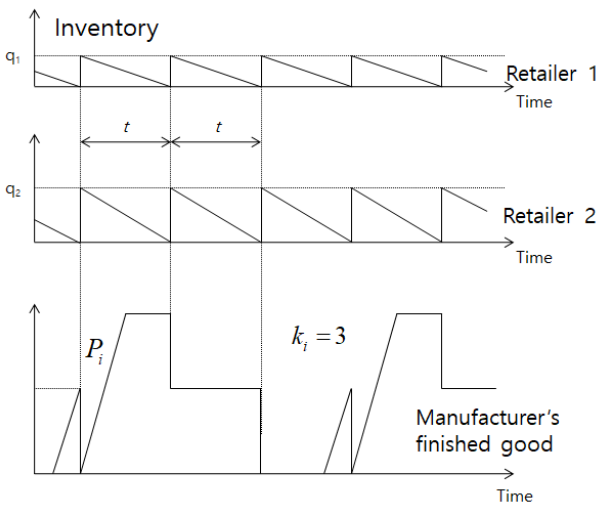 Inventory
q₁
Retailer 1
Time
t t
q₂
Retailer 2
Time
Pᵢ
kᵢ = 3
Manufacturer's
finished good
Time